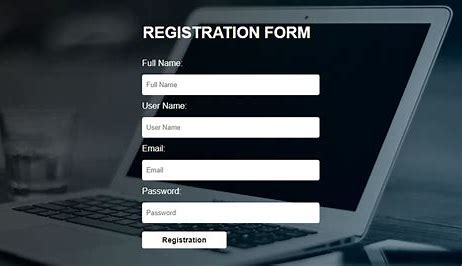 REGISTRATION FORM
Full Name:
Full Name
User Name:
User Name
Email:
Email
Password:
Password
Registration